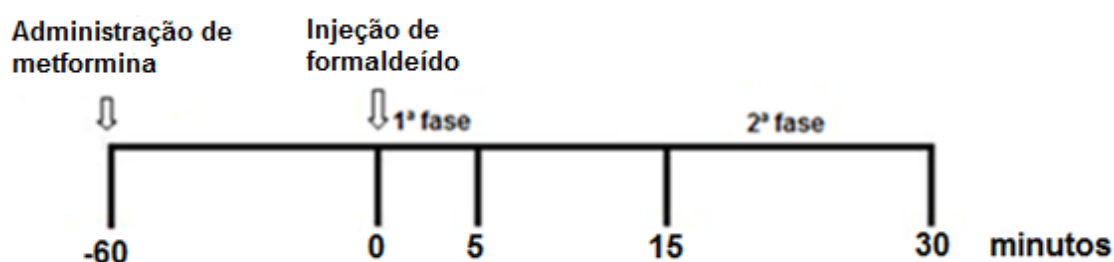 Administração de
metformina
Injeção de
formaldeído
1ª fase
2ª fase
-60
0
5
15
30
minutos